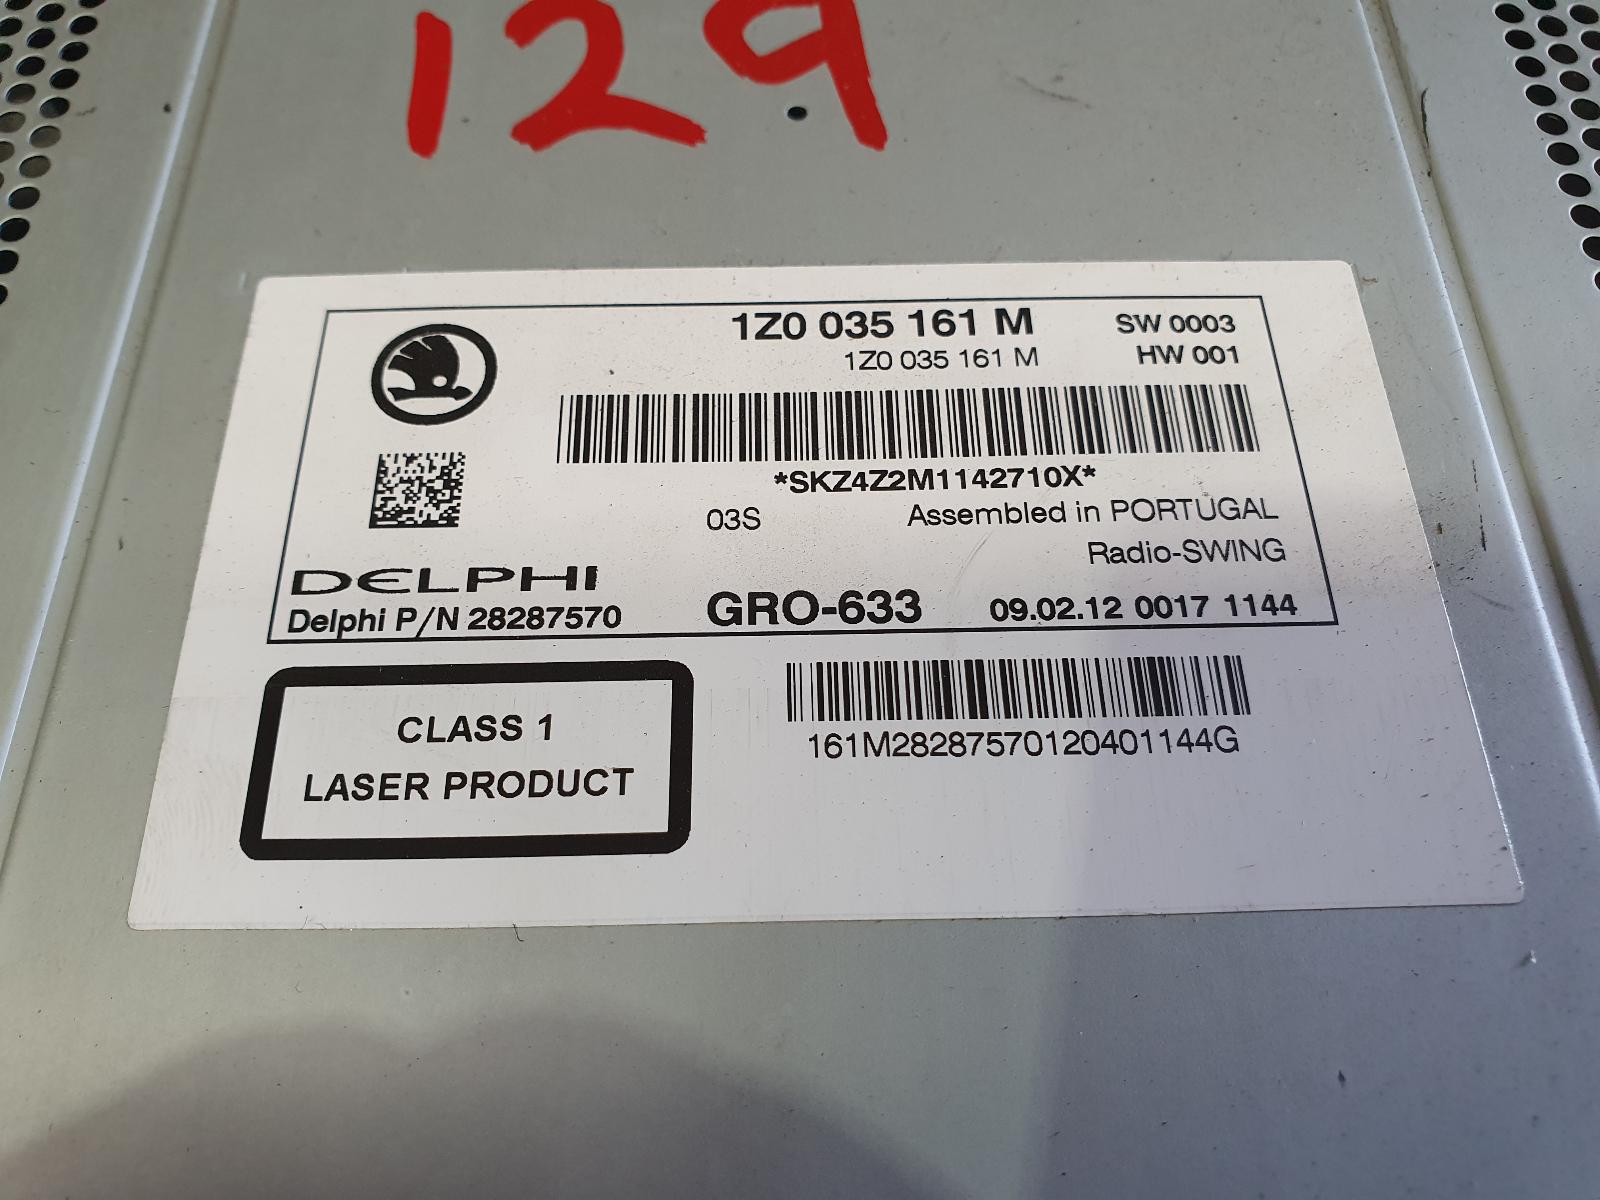 129
1Z0 035 161 M
SW 0003
1Z0 035 161 M
HW 001
*SKZ4Z2M1142710X*
03S
Assembled in PORTUGAL
Radio-SWING
DELPHI
Delphi P/N 28287570
GRO-633
09.02.12 0017 1144
CLASS 1
LASER PRODUCT
161M28287570120401144G